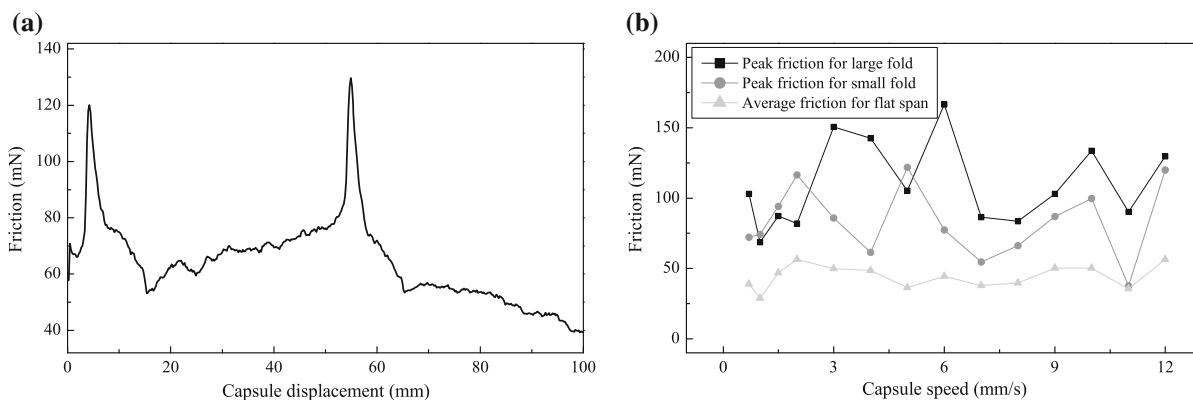 (a)
140
120
100
80
60
40
Friction (mN)
0
20
40
60
80
100
Capsule displacement (mm)
(b)
200
150
100
50
0
Friction (mN)
Peak friction for large fold
Peak friction for small fold
Average friction for flat span
0
3
6
9
12
Capsule speed (mm/s)